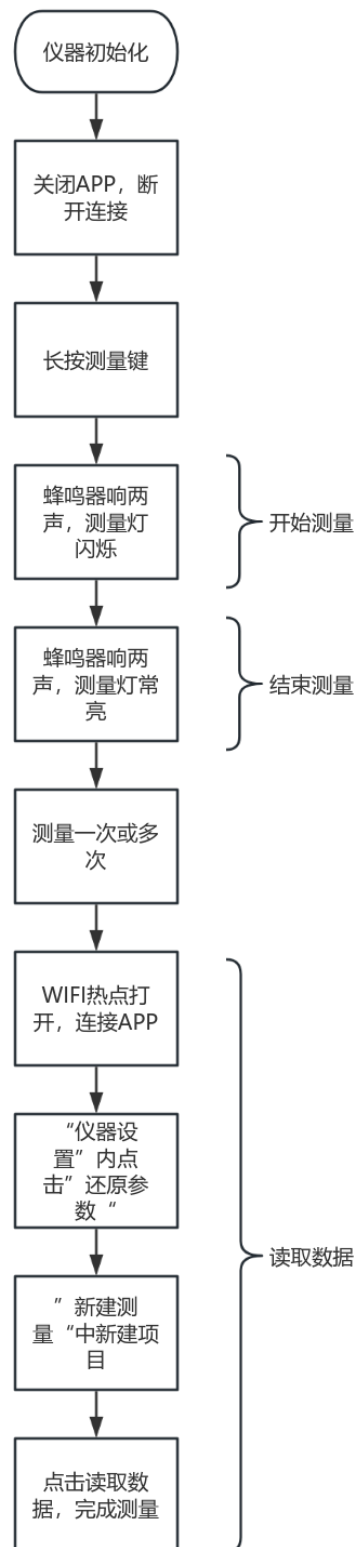 仪器初始化
关闭APP，断
开连接
长按测量键
蜂鸣器响两
声，测量灯
闪烁
开始测量
蜂鸣器响两
声，测量灯常
亮
结束测量
测量一次或多
次
WIFI热点打
开，连接APP
“仪器设
置”内点
击”还原参
数“
”新建测
量“中新建项
目
点击读取数
据，完成测量
读取数据